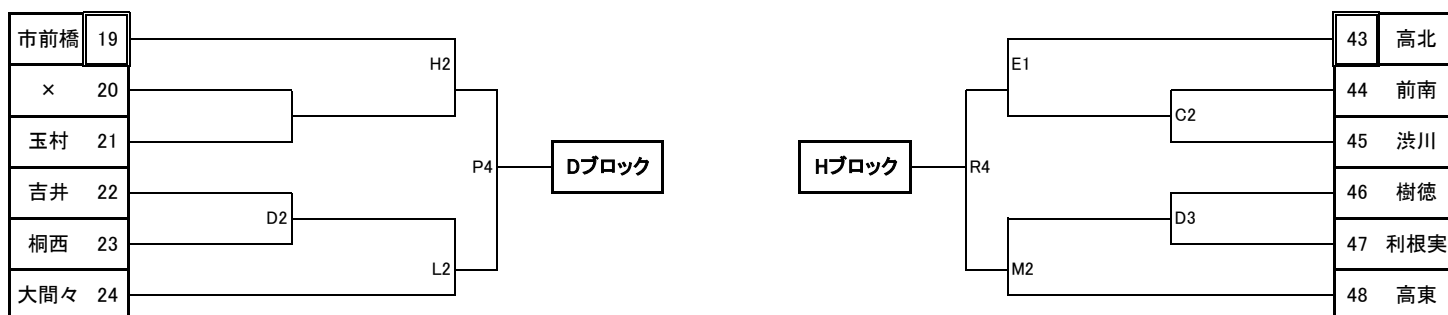 市前橋 19
× 20
玉村 21
吉井 22
桐西 23
大間々 24
H2
D2
L2
P4
Dブロック
Hブロック
R4
E1
C2
D3
M2
43 高北
44 前南
45 渋川
46 樹徳
47 利根実
48 高東